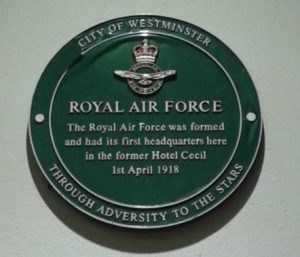 CITY OF WESTMINSTER
ROYAL AIR FORCE
The Royal Air Force was formed
and had its first headquarters here
in the former Hotel Cecil
1st April 1918
THROUGH ADVERSITY TO THE STARS